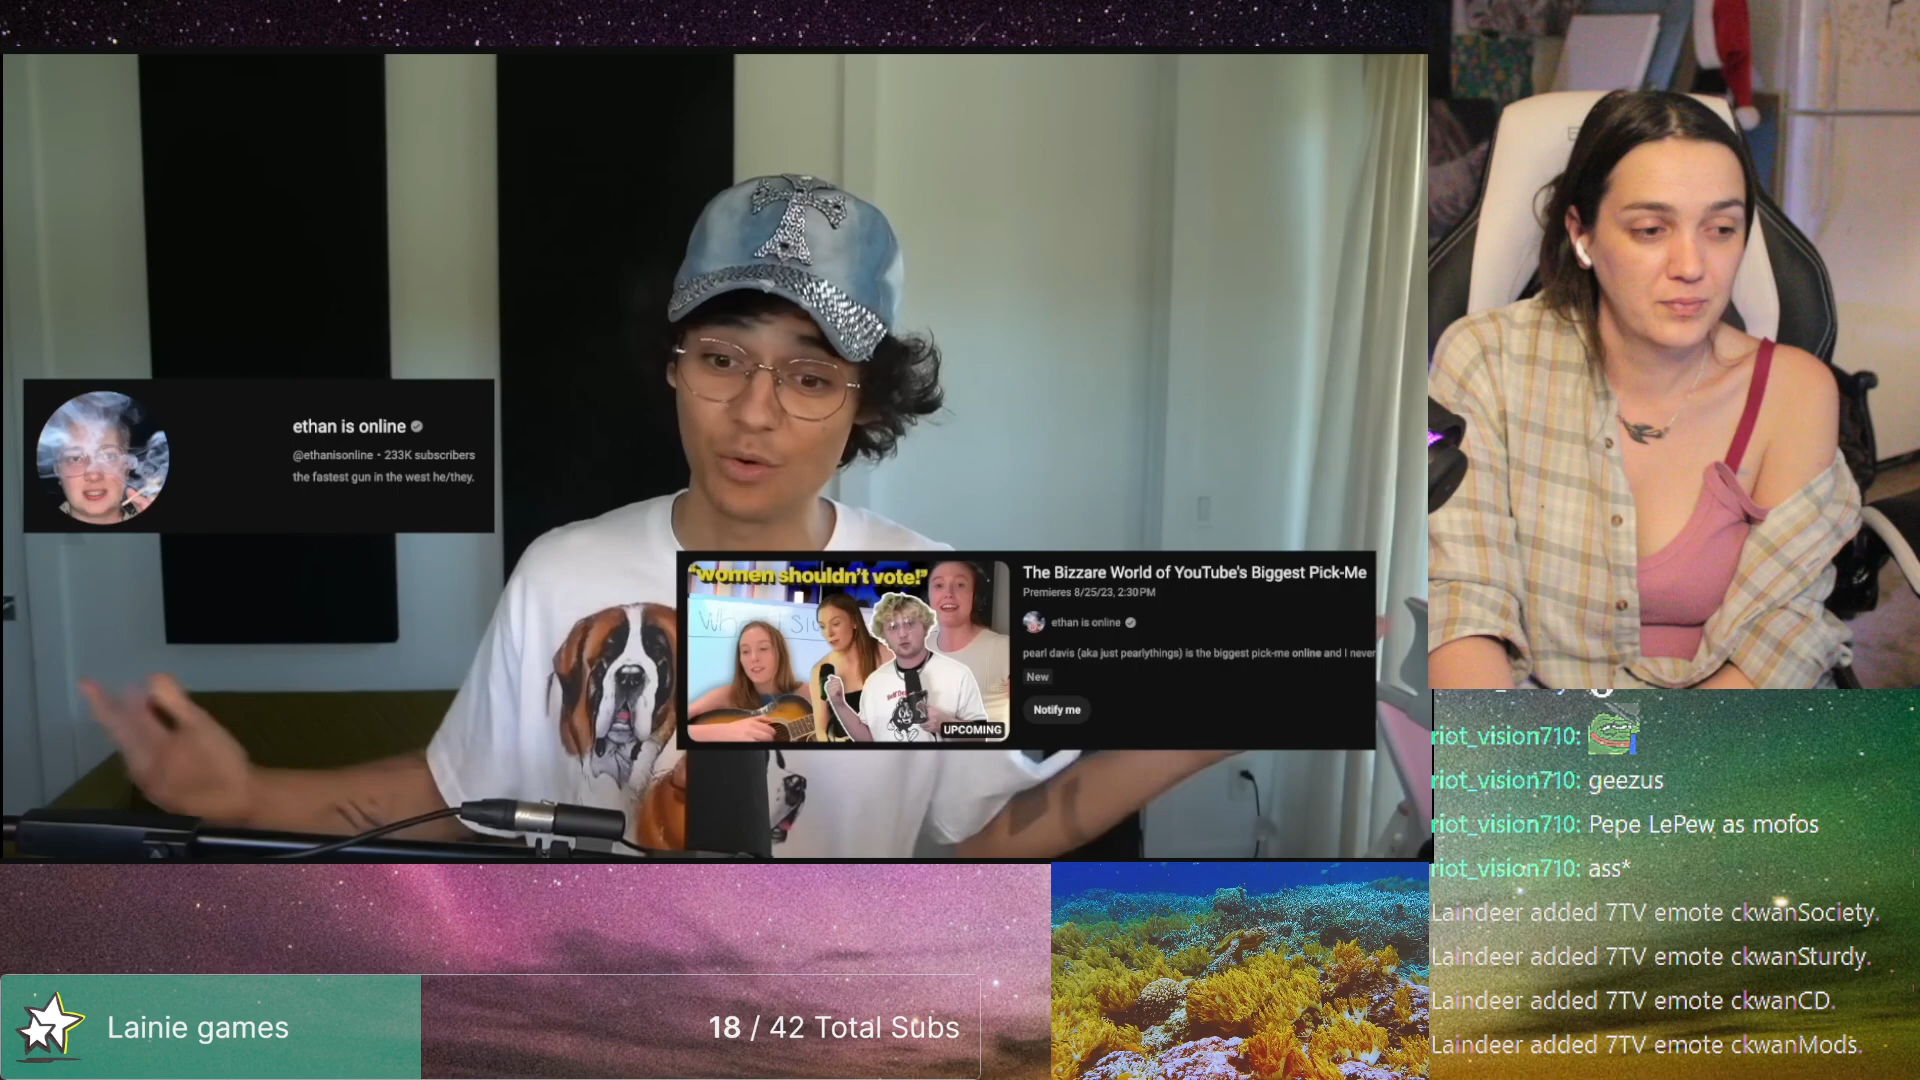 ethan is online
@ethanisonline • 233K subscribers
the fastest gun in the west he/they.
"women shouldn't vote!"
UPCOMING
The Bizzare World of YouTube's Biggest Pick-Me
Premieres 8/25/23, 2:30 PM
ethan is online
pearl davis (aka just pearlythings) is the biggest pick-me online and I never
New
Notify me
riot_vision710:
riot_vision710: geezus
riot_vision710: Pepe LePew as mofos
riot_vision710: ass*
Laindeer added 7TV emote ckwanSociety.
Laindeer added 7TV emote ckwanSturdy.
Laindeer added 7TV emote ckwanCD.
Laindeer added 7TV emote ckwanMods.
Lainie games
18 / 42 Total Subs